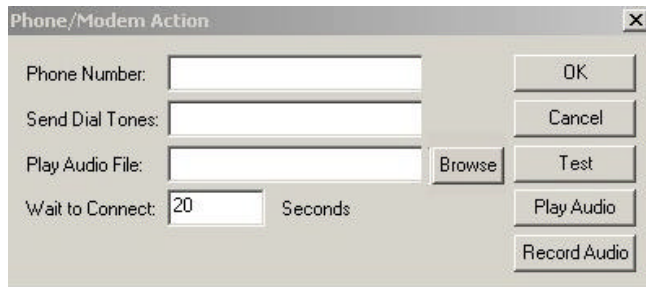 Phone/Modem Action
Phone Number: OK
Send Dial Tones: Cancel
Play Audio File: Browse Test
Wait to Connect: 20 Seconds Play Audio
Record Audio